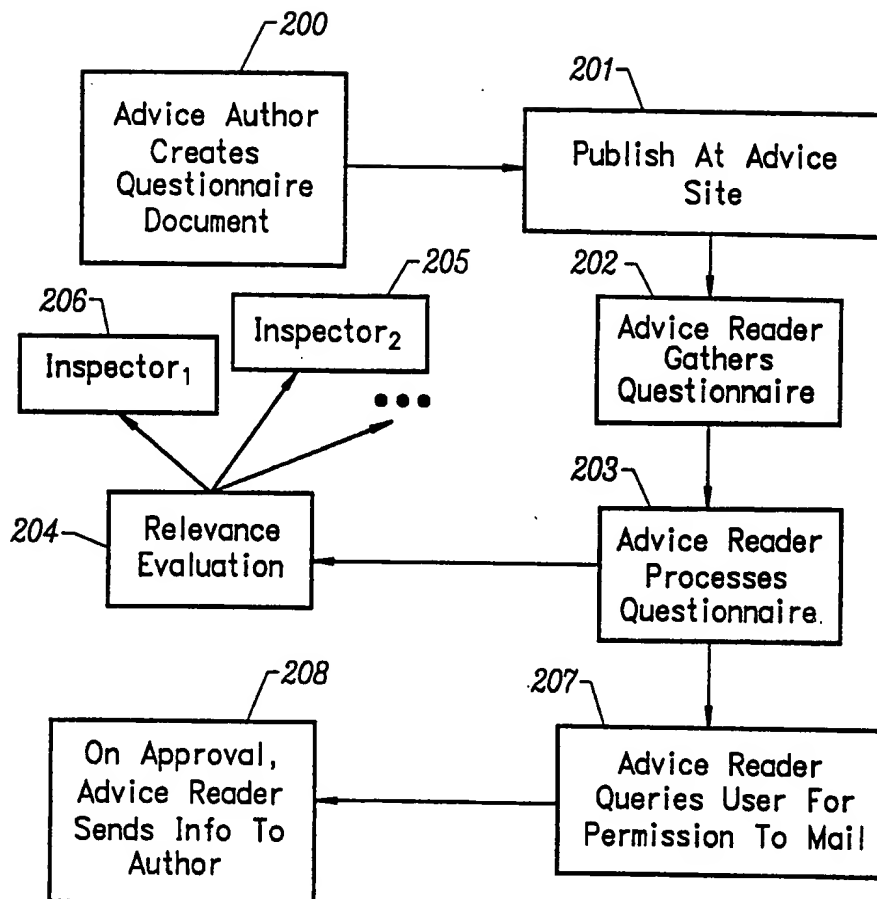 200
Advice Author
Creates
Questionnaire
Document
201
Publish At Advice
Site
202
Advice Reader
Gathers
Questionnaire
203
Advice Reader
Processes
Questionnaire.
204
Relevance
Evaluation
205
Inspector₂
206
Inspector₁
•••
207
Advice Reader
Queries User For
Permission To Mail
208
On Approval,
Advice Reader
Sends Info To
Author